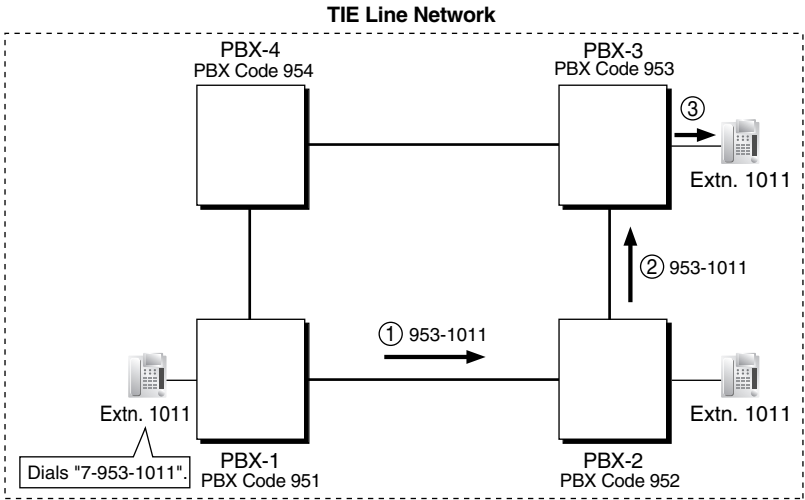 TIE Line Network
PBX-4
PBX Code 954
PBX-3
PBX Code 953
③
Extn. 1011
② 953-1011
① 953-1011
Extn. 1011
Extn. 1011
Dials "7-953-1011".
PBX-1
PBX Code 951
PBX-2
PBX Code 952